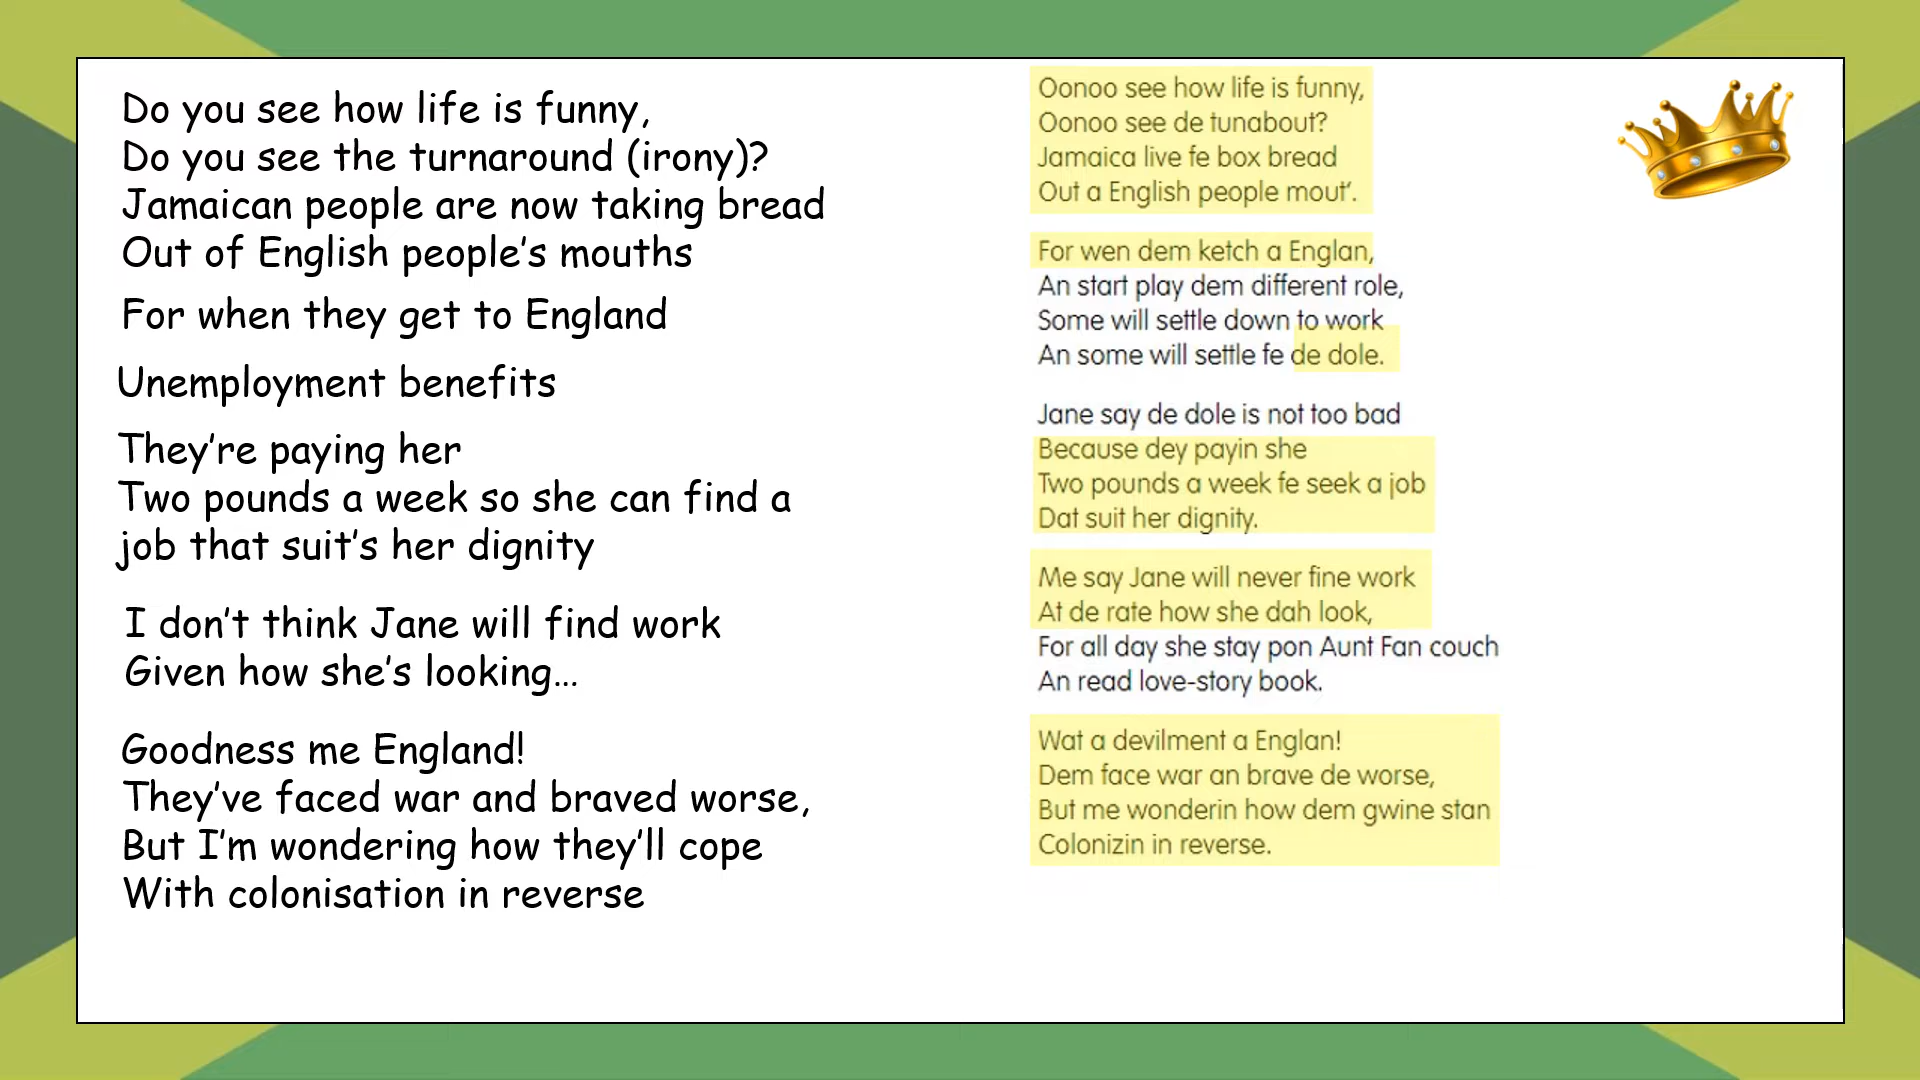 Do you see how life is funny,
Do you see the turnaround (irony)?
Jamaican people are now taking bread
Out of English people's mouths
For when they get to England
Unemployment benefits
They're paying her
Two pounds a week so she can find a
job that suit's her dignity
I don't think Jane will find work
Given how she's looking...
Goodness me England!
They've faced war and braved worse,
But I'm wondering how they'll cope
With colonisation in reverse
Oonoo see how life is funny,
Oonoo see de tunabout?
Jamaica live fe box bread
Out a English people mout'.
For wen dem ketch a Englan,
An start play dem different role,
Some will settle down to work
An some will settle fe de dole.
Jane say de dole is not too bad
Because dey payin she
Two pounds a week fe seek a job
Dat suit her dignity.
Me say Jane will never fine work
At de rate how she dah look,
For all day she stay pon Aunt Fan couch
An read love-story book.
Wat a devilment a Englan!
Dem face war an brave de worse,
But me wonderin how dem gwine stan
Colonizin in reverse.